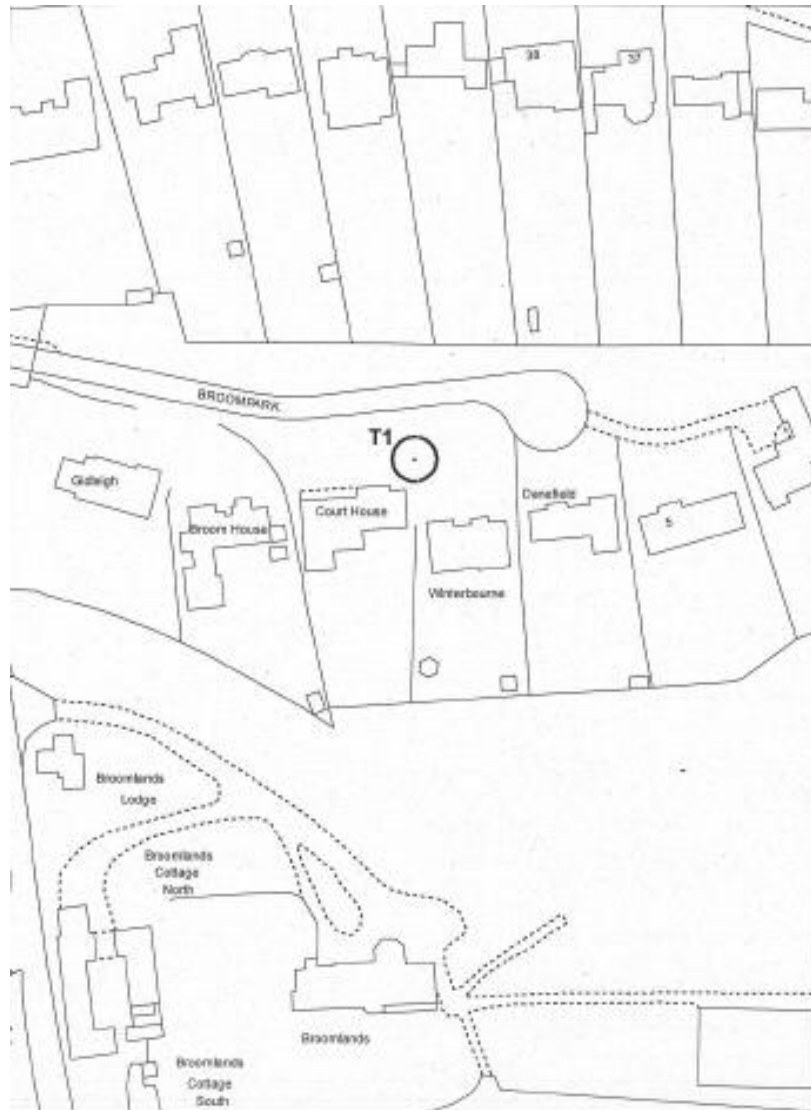 38
37
BROOMPARK
T1
Gidleigh
Broom House
Court House
Denefield
5
Winterbourne
Broomlands
Lodge
Broomlands
Cottage
North
Broomlands
Broomlands
Cottage
South